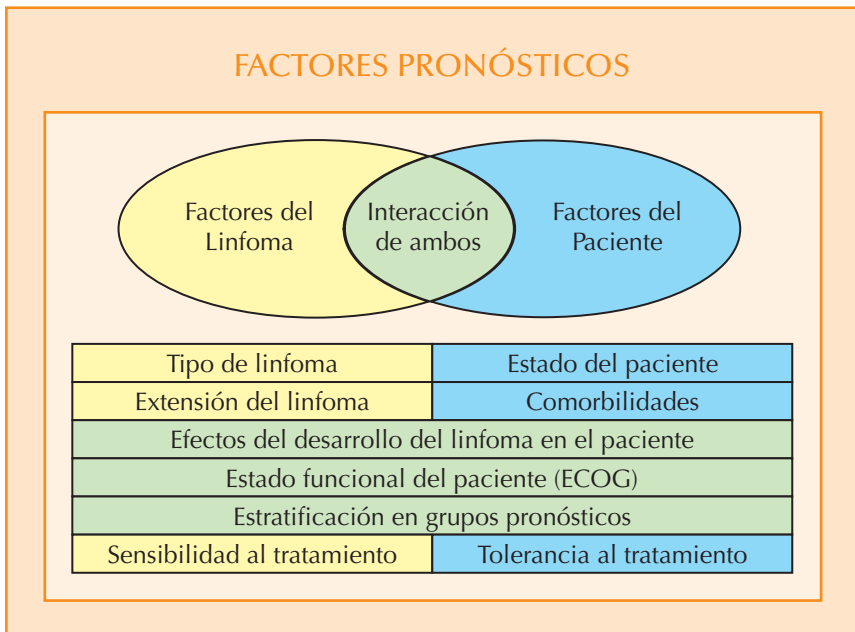 FACTORES PRONÓSTICOS
Factores del
Linfoma
Interacción
de ambos
Factores del
Paciente
Tipo de linfoma
Estado del paciente
Extensión del linfoma
Comorbilidades
Efectos del desarrollo del linfoma en el paciente
Estado funcional del paciente (ECOG)
Estratificación en grupos pronósticos
Sensibilidad al tratamiento
Tolerancia al tratamiento